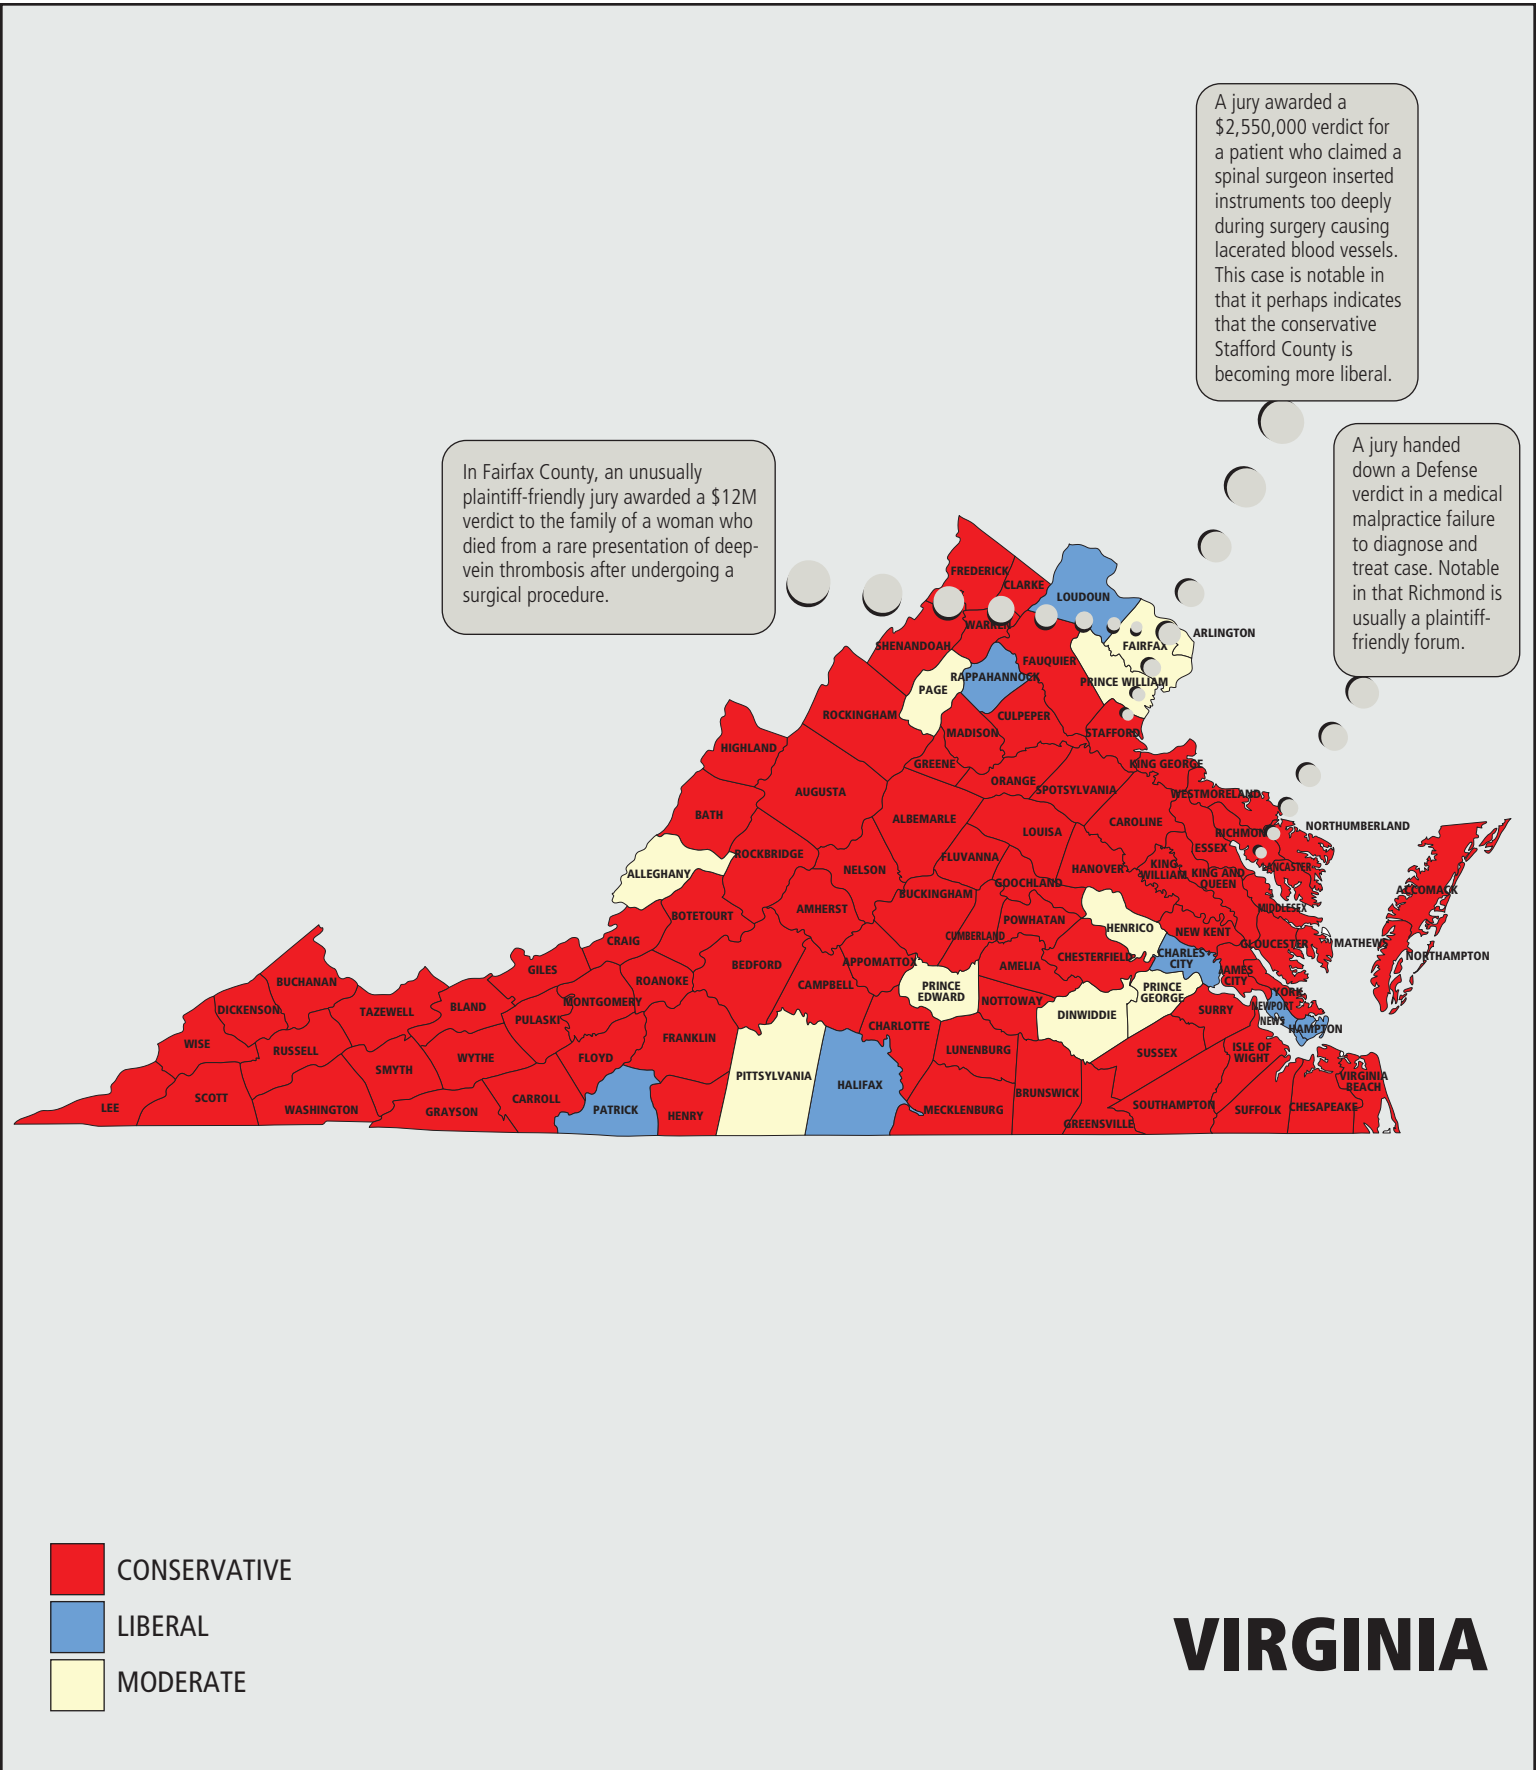 A jury awarded a
$2,550,000 verdict for
a patient who claimed a
spinal surgeon inserted
instruments too deeply
during surgery causing
lacerated blood vessels.
This case is notable in
that it perhaps indicates
that the conservative
Stafford County is
becoming more liberal.
A jury handed
down a Defense
verdict in a medical
malpractice failure
to diagnose and
treat case. Notable
in that Richmond is
usually a plaintiff-
friendly forum.
In Fairfax County, an unusually
plaintiff-friendly jury awarded a $12M
verdict to the family of a woman who
died from a rare presentation of deep-
vein thrombosis after undergoing a
surgical procedure.
FREDERICK
CLARKE
LOUDOUN
WARREN
ARLINGTON
SHENANDOAH
FAIRFAX
FAUQUIER
RAPPAHANNOCK
PRINCE WILLIAM
PAGE
ROCKINGHAM
CULPEPER
MADISON
STAFFORD
HIGHLAND
GREENE
KING GEORGE
ORANGE
SPOTSYLVANIA
AUGUSTA
WESTMORELAND
BATH
ALBEMARLE
CAROLINE
NORTHUMBERLAND
LOUISA
RICHMON
ESSEX
ROCKBRIDGE
FLUVANNA
NELSON
HANOVER
KING
WILLIAM
KING AND
QUEEN
LANCASTER
ALLEGHANY
GOOCHLAND
BUCKINGHAM
ACCOMACK
AMHERST
BOTETOURT
POWHATAN
MIDDLESEX
HENRICO
NEW KENT
CUMBERLAND
CRAIG
GLOUCESTER
MATHEWS
CHARLES
CITY
CHESTERFIELD
NORTHAMPTON
APPOMATTOX
BEDFORD
AMELIA
GILES
JAMES
CITY
BUCHANAN
ROANOKE
CAMPBELL
PRINCE
EDWARD
PRINCE
GEORGE
YORK
MONTGOMERY
NOTTOWAY
BLAND
DICKENSON
TAZEWELL
NEWPORT
NEWS
SURRY
DINWIDDIE
PULASKI
CHARLOTTE
HAMPTON
FRANKLIN
WISE
RUSSELL
LUNENBURG
SUSSEX
ISLE OF
WIGHT
WYTHE
FLOYD
SMYTH
PITTSYLVANIA
HALIFAX
VIRGINIA
BEACH
BRUNSWICK
SCOTT
CARROLL
SOUTHAMPTON
CHESAPEAKE
LEE
WASHINGTON
GRAYSON
PATRICK
HENRY
MECKLENBURG
SUFFOLK
GREENSVILLE
CONSERVATIVE
LIBERAL
MODERATE
VIRGINIA